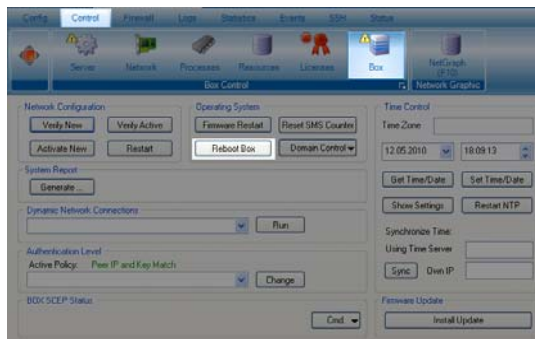 Config Control Firewall Logs Statistics Events SSH Status
Server Network Processes Resources Licenses Box NetGraph
(F10)
Box Control Network Graphic
Network Configuration Operating System Time Control
Verify New Verify Active Firmware Restart Reset SMS Counter Time Zone
Activate New Restart Reboot Box Domain Control 12.05.2010 18:09:13
System Report
Generate ... Get Time/Date Set Time/Date
Dynamic Network Connections Show Settings Restart NTP
Run
Synchronize Time:
Authentication Level Using Time Server
Active Policy: Peer IP and Key Match
Change Sync Own IP
BOX SCEP Status Firmware Update
Cmd. Install Update